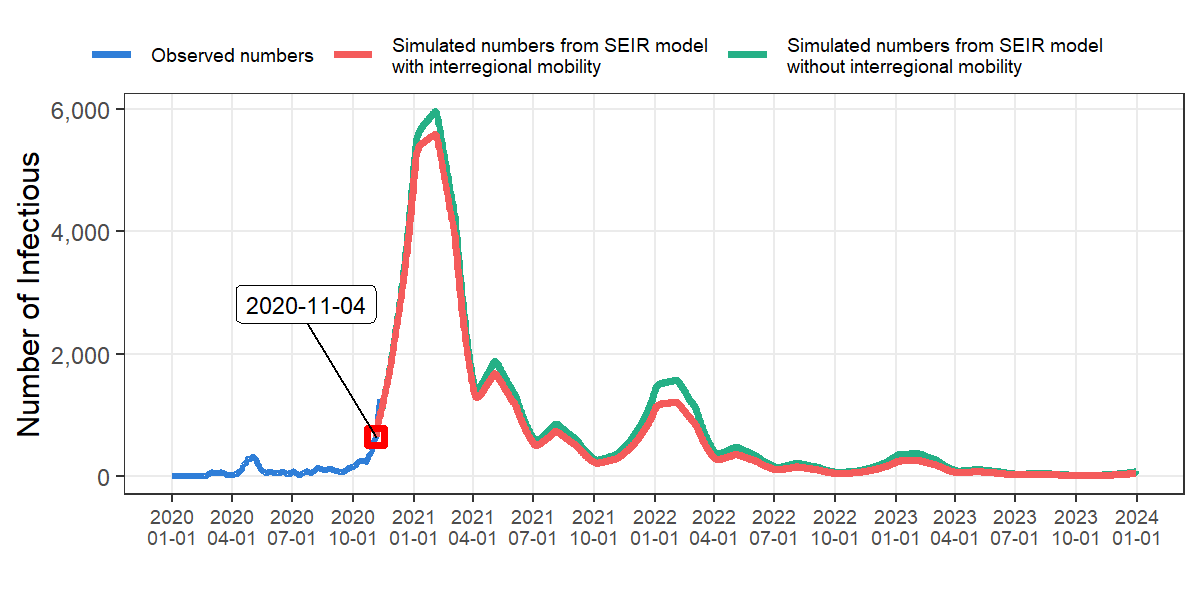 Observed numbers
Simulated numbers from SEIR model
with interregional mobility
Simulated numbers from SEIR model
without interregional mobility
Number of Infectious
6,000
4,000
2,000
0
2020-11-04
2020 2020 2020 2020 2021 2021 2021 2021 2022 2022 2022 2022 2023 2023 2023 2023 2024
01-01 04-01 07-01 10-01 01-01 04-01 07-01 10-01 01-01 04-01 07-01 10-01 01-01 04-01 07-01 10-01 01-01